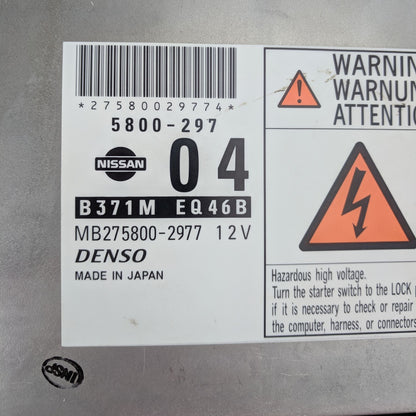 *27580029774*
5800-297
NISSAN
04
B371M EQ46B
MB275800-2977 12V
DENSO
MADE IN JAPAN
WARNIN
WARNUN
ATTENTIO
Hazardous high voltage.
Turn the starter switch to the LOCK p
if it is necessary to check or repair
the computer, harness, or connectors
INSP